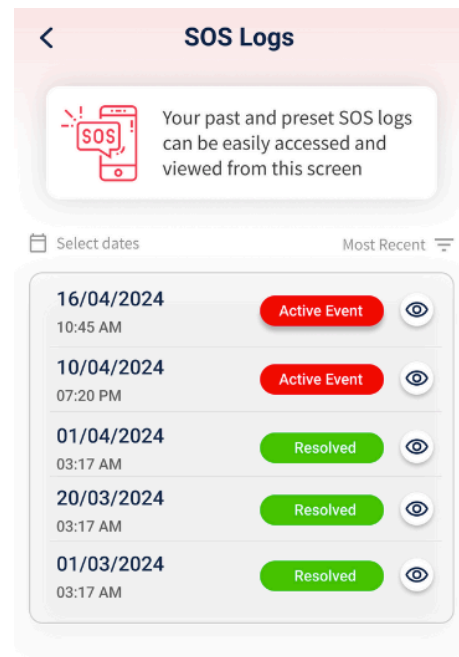 SOS Logs
SOS
Your past and preset SOS logs
can be easily accessed and
viewed from this screen
Select dates
Most Recent
16/04/2024
10:45 AM
Active Event
10/04/2024
07:20 PM
Active Event
01/04/2024
03:17 AM
Resolved
20/03/2024
03:17 AM
Resolved
01/03/2024
03:17 AM
Resolved